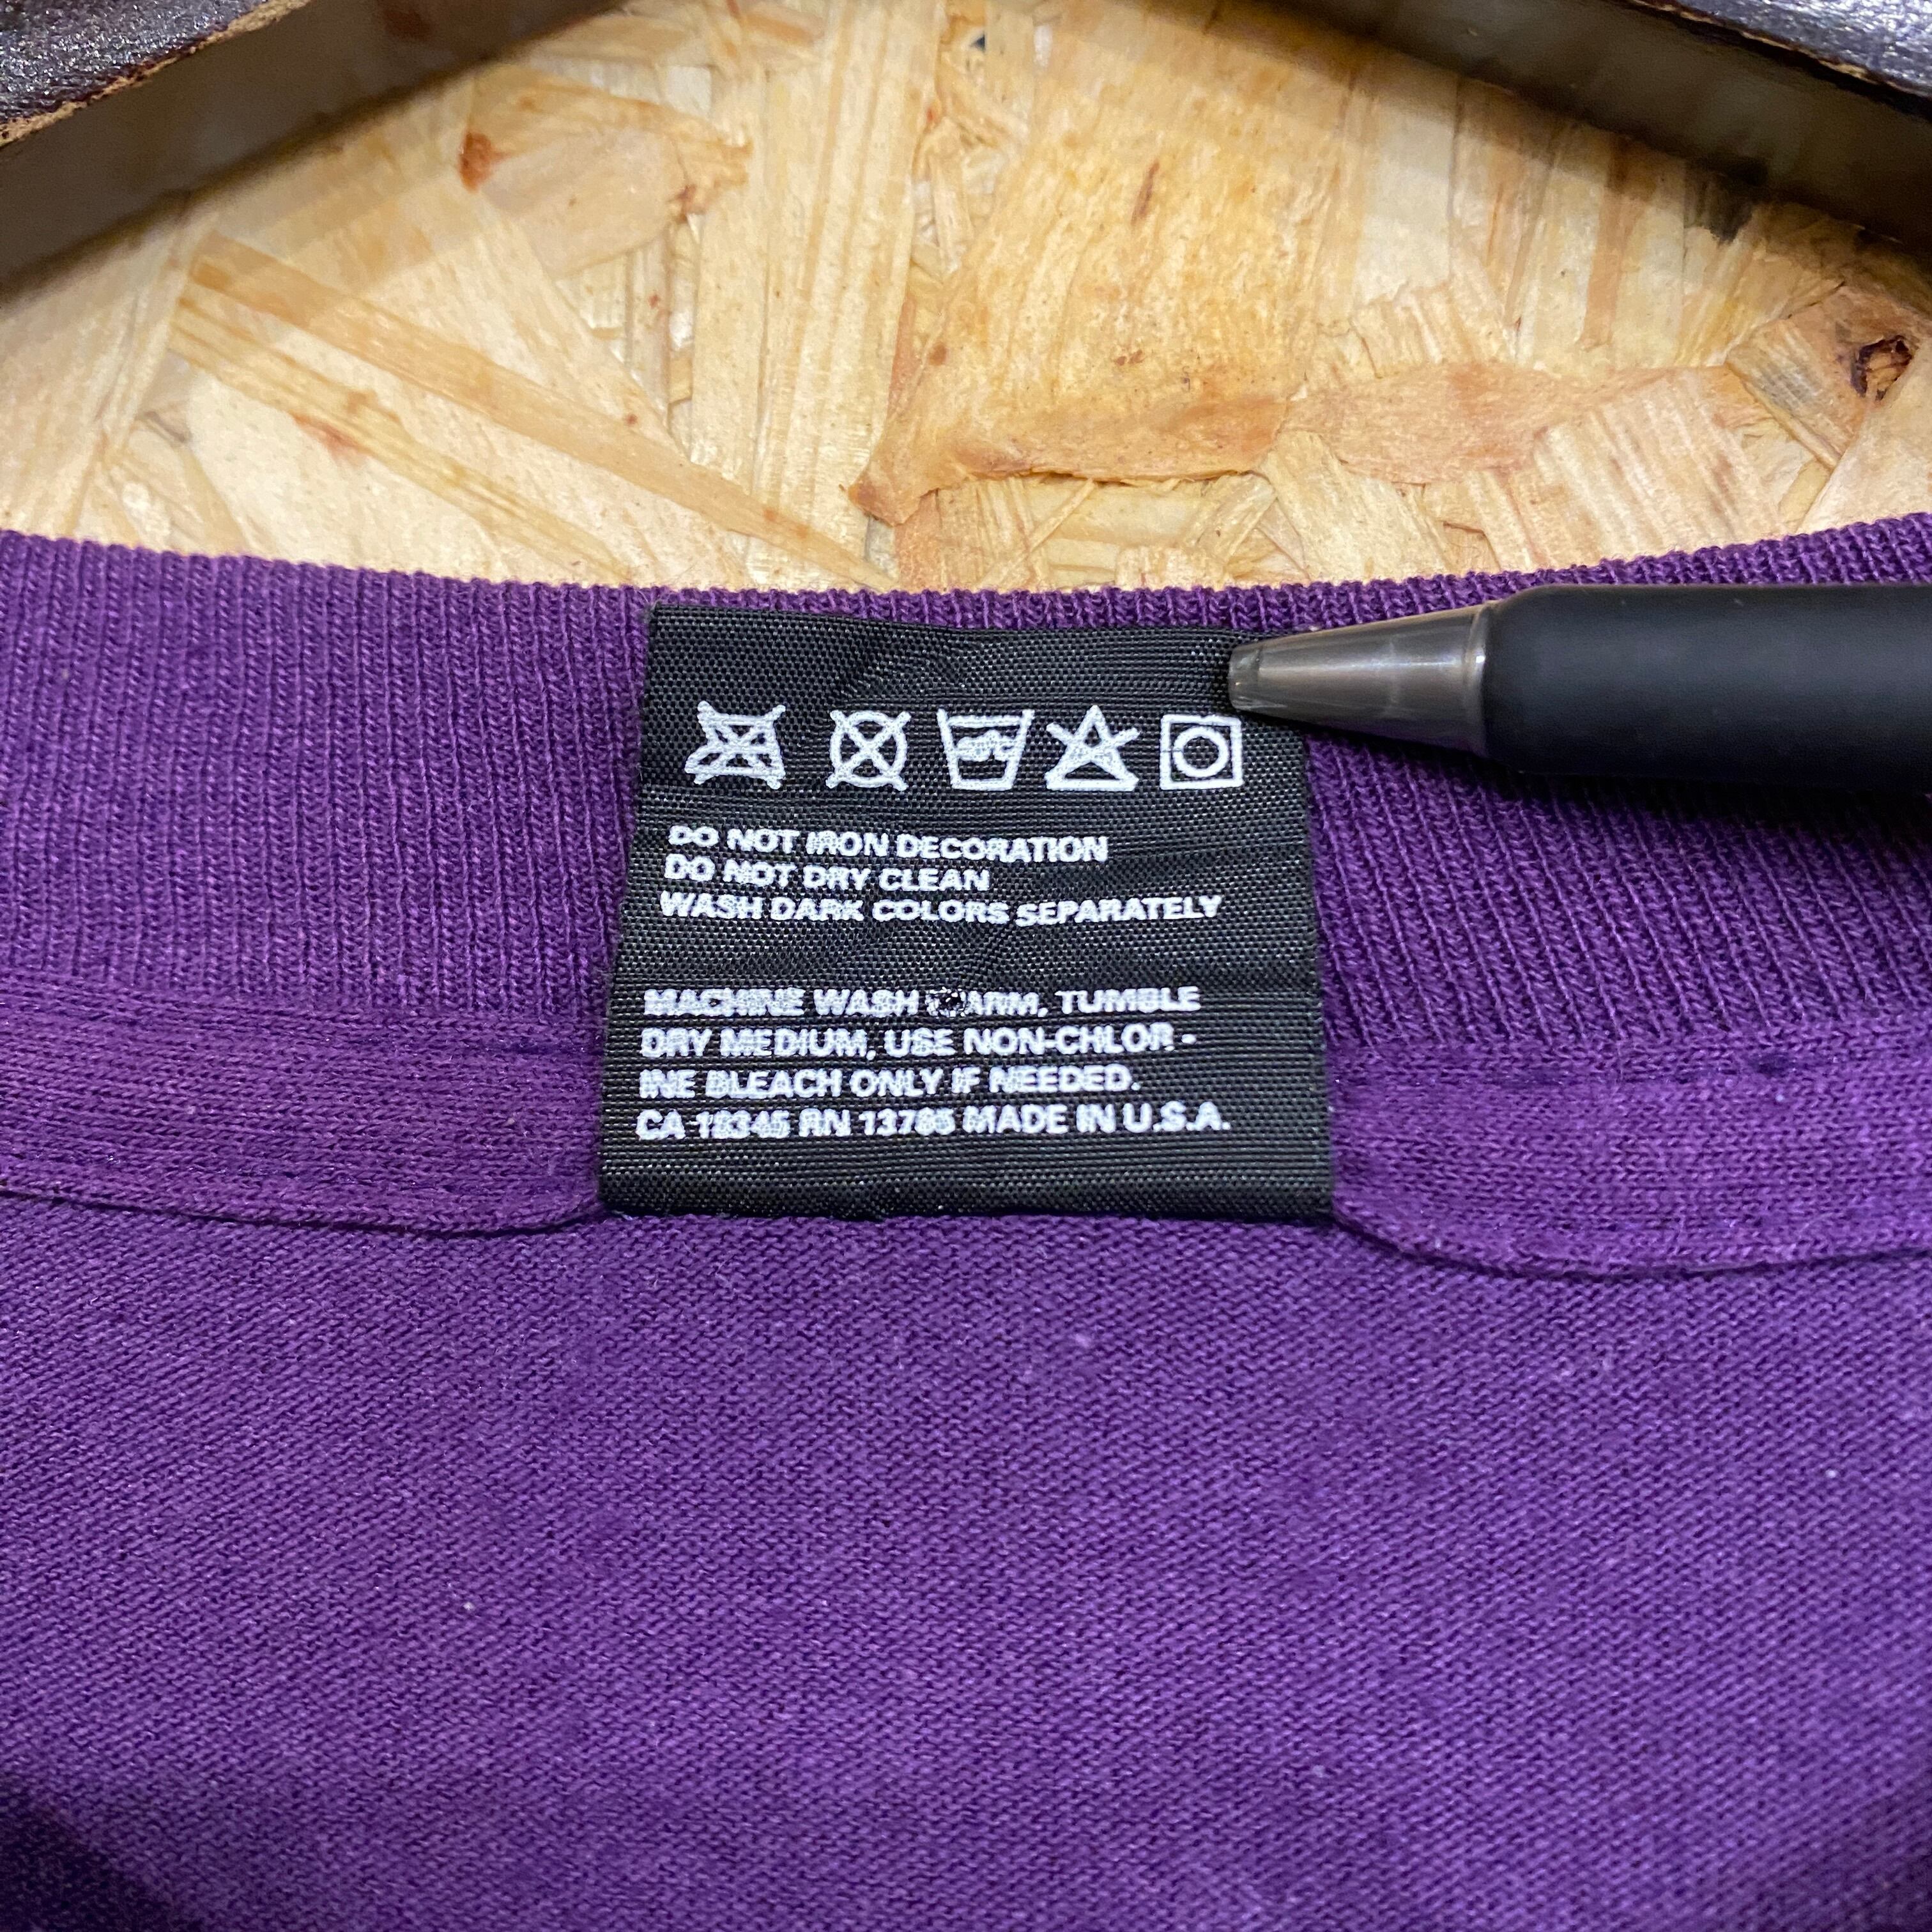 DO NOT IRON DECORATION
DO NOT DRY CLEAN
WASH DARK COLORS SEPARATELY
MACHINE WASH WARM, TUMBLE
DRY MEDIUM, USE NON-CHLOR -
INE BLEACH ONLY IF NEEDED.
CA RN 13765 MADE IN U.S.A.